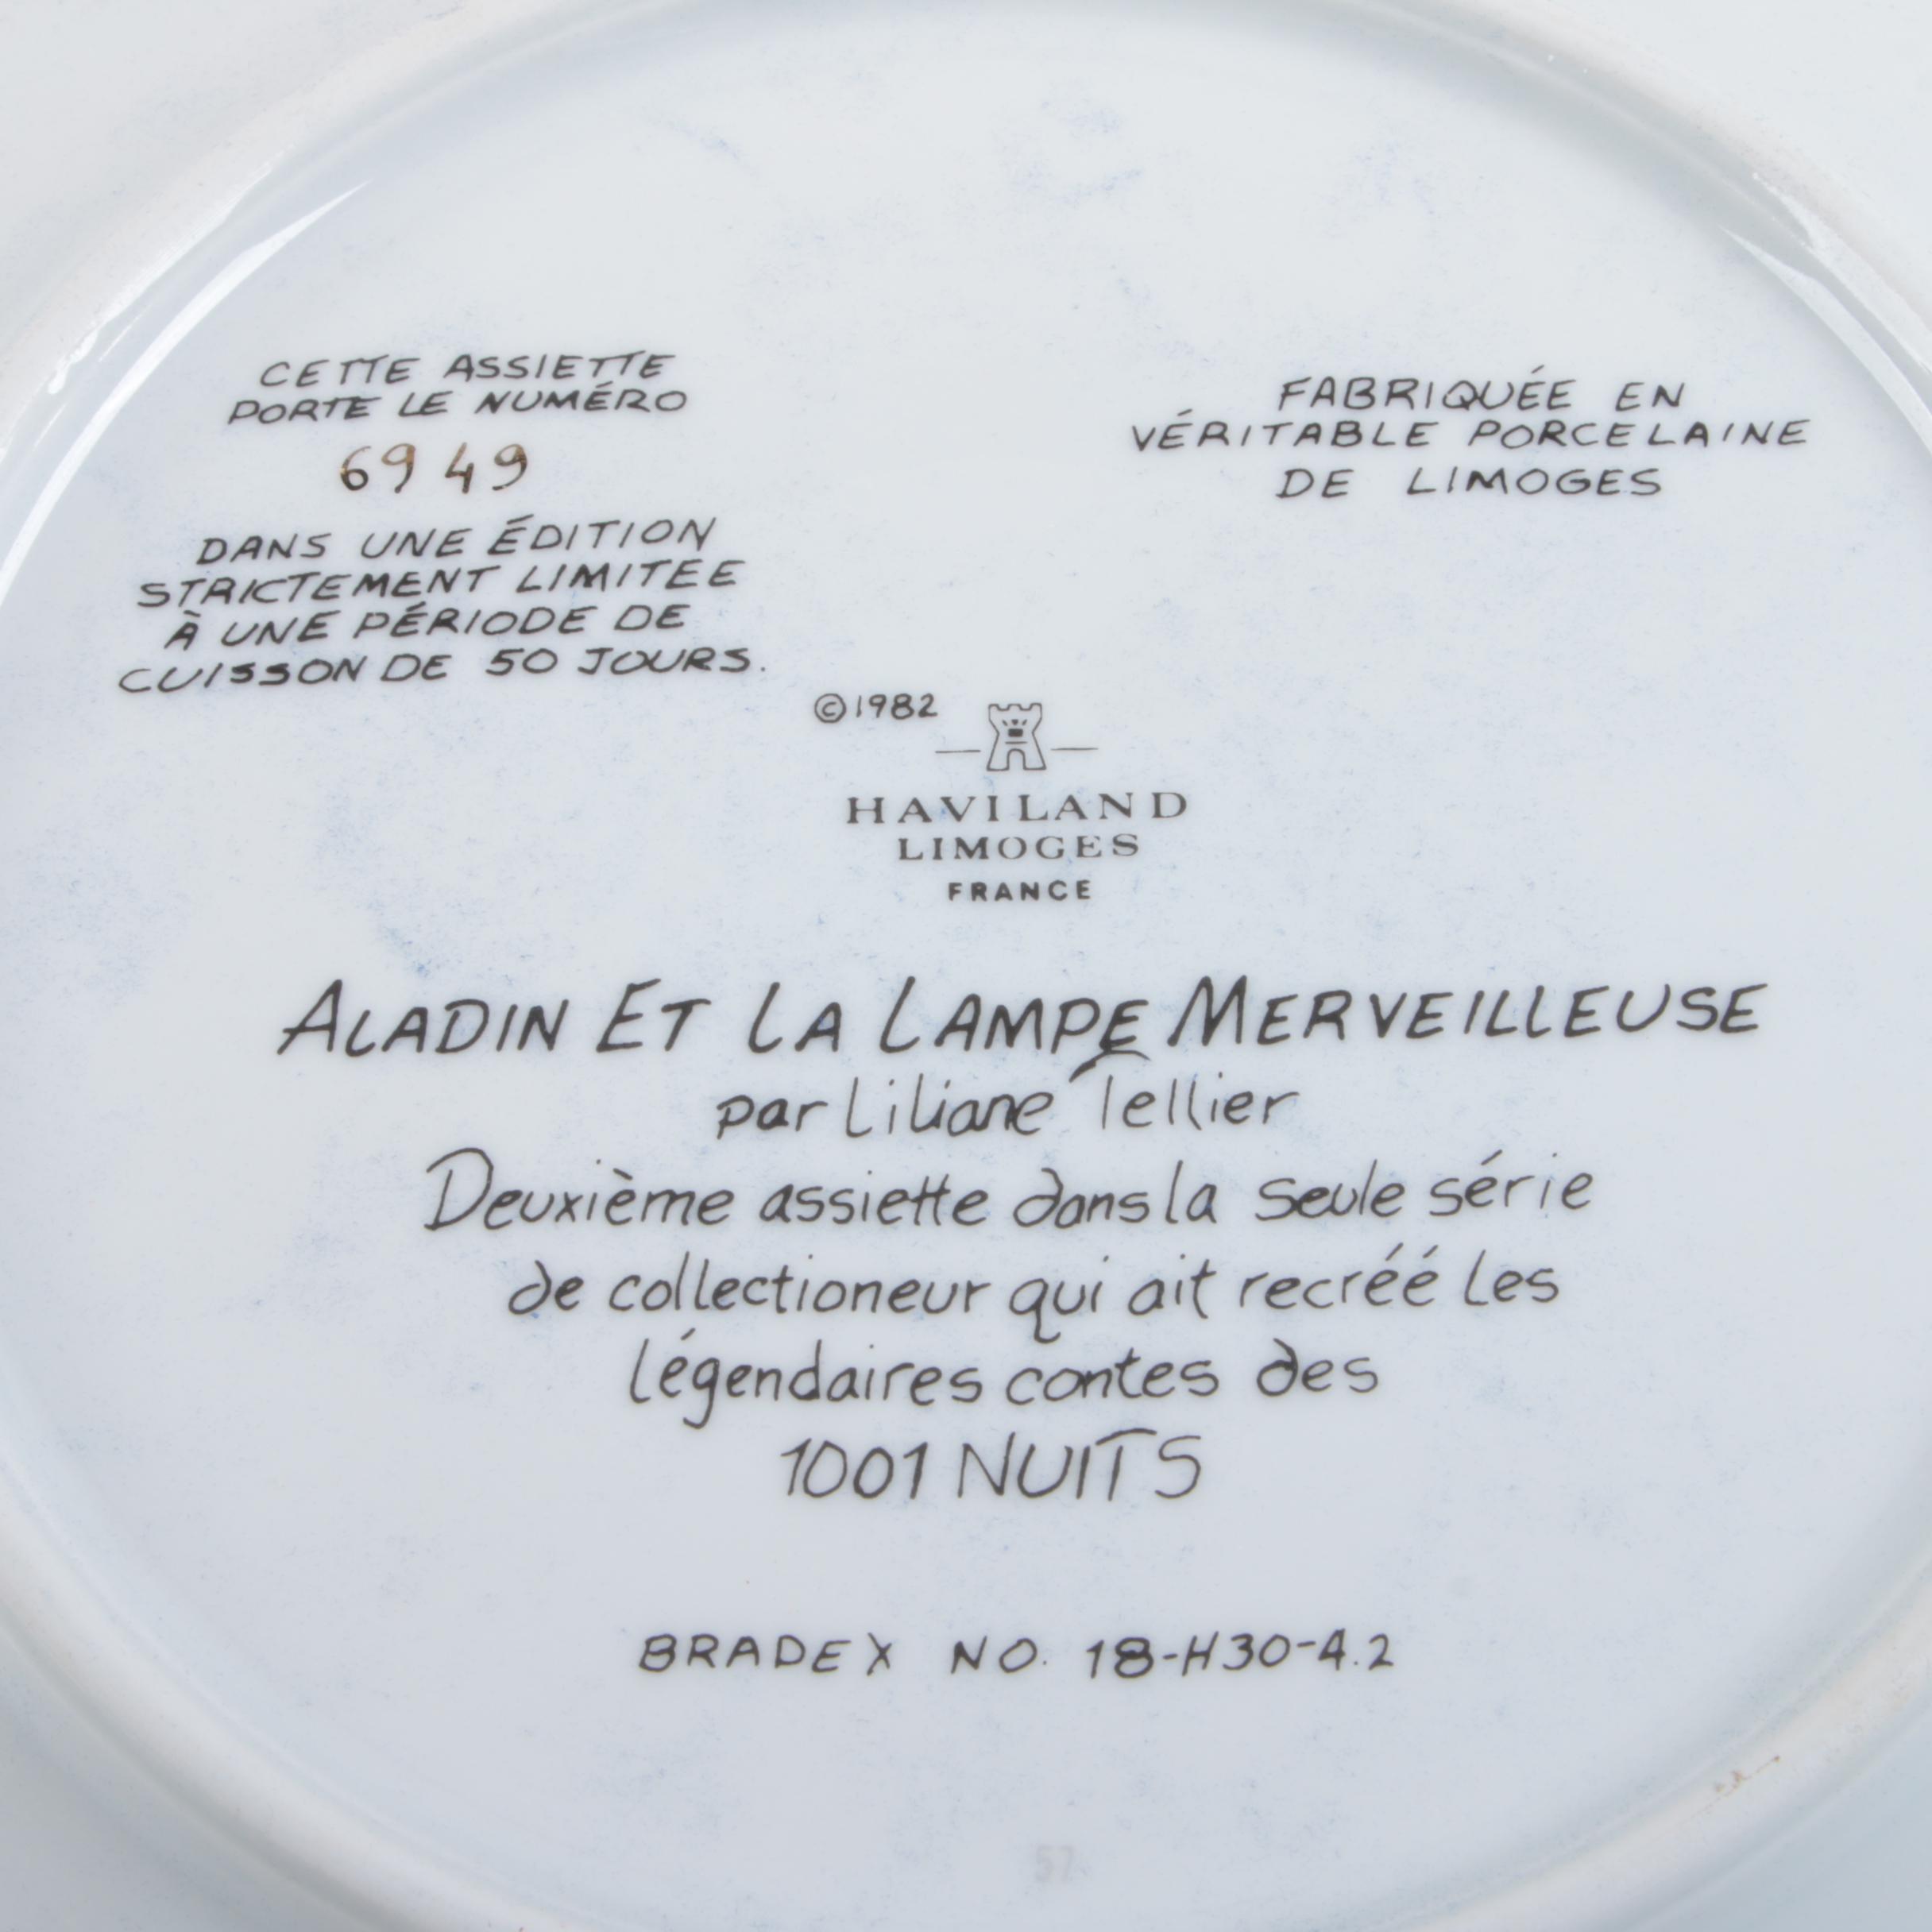 CETTE ASSIETTE
PORTE LE NUMÉRO
6949
DANS UNE ÉDITION
STRICTEMENT LIMITEE
À UNE PÉRIODE DE
CUISSON DE 50 JOURS.
FABRIQUÉE EN
VÉRITABLE PORCELAINE
DE LIMOGES
©1982
HAVILAND
LIMOGES
FRANCE
ALADIN ET LA LAMPE MERVEILLEUSE
par Liliane Tellier
Deuxième assiette dans la seule série
de collectioneur qui ait recréé les
légendaires contes des
1001 NUITS
BRADEX NO. 18-H30-4.2
57